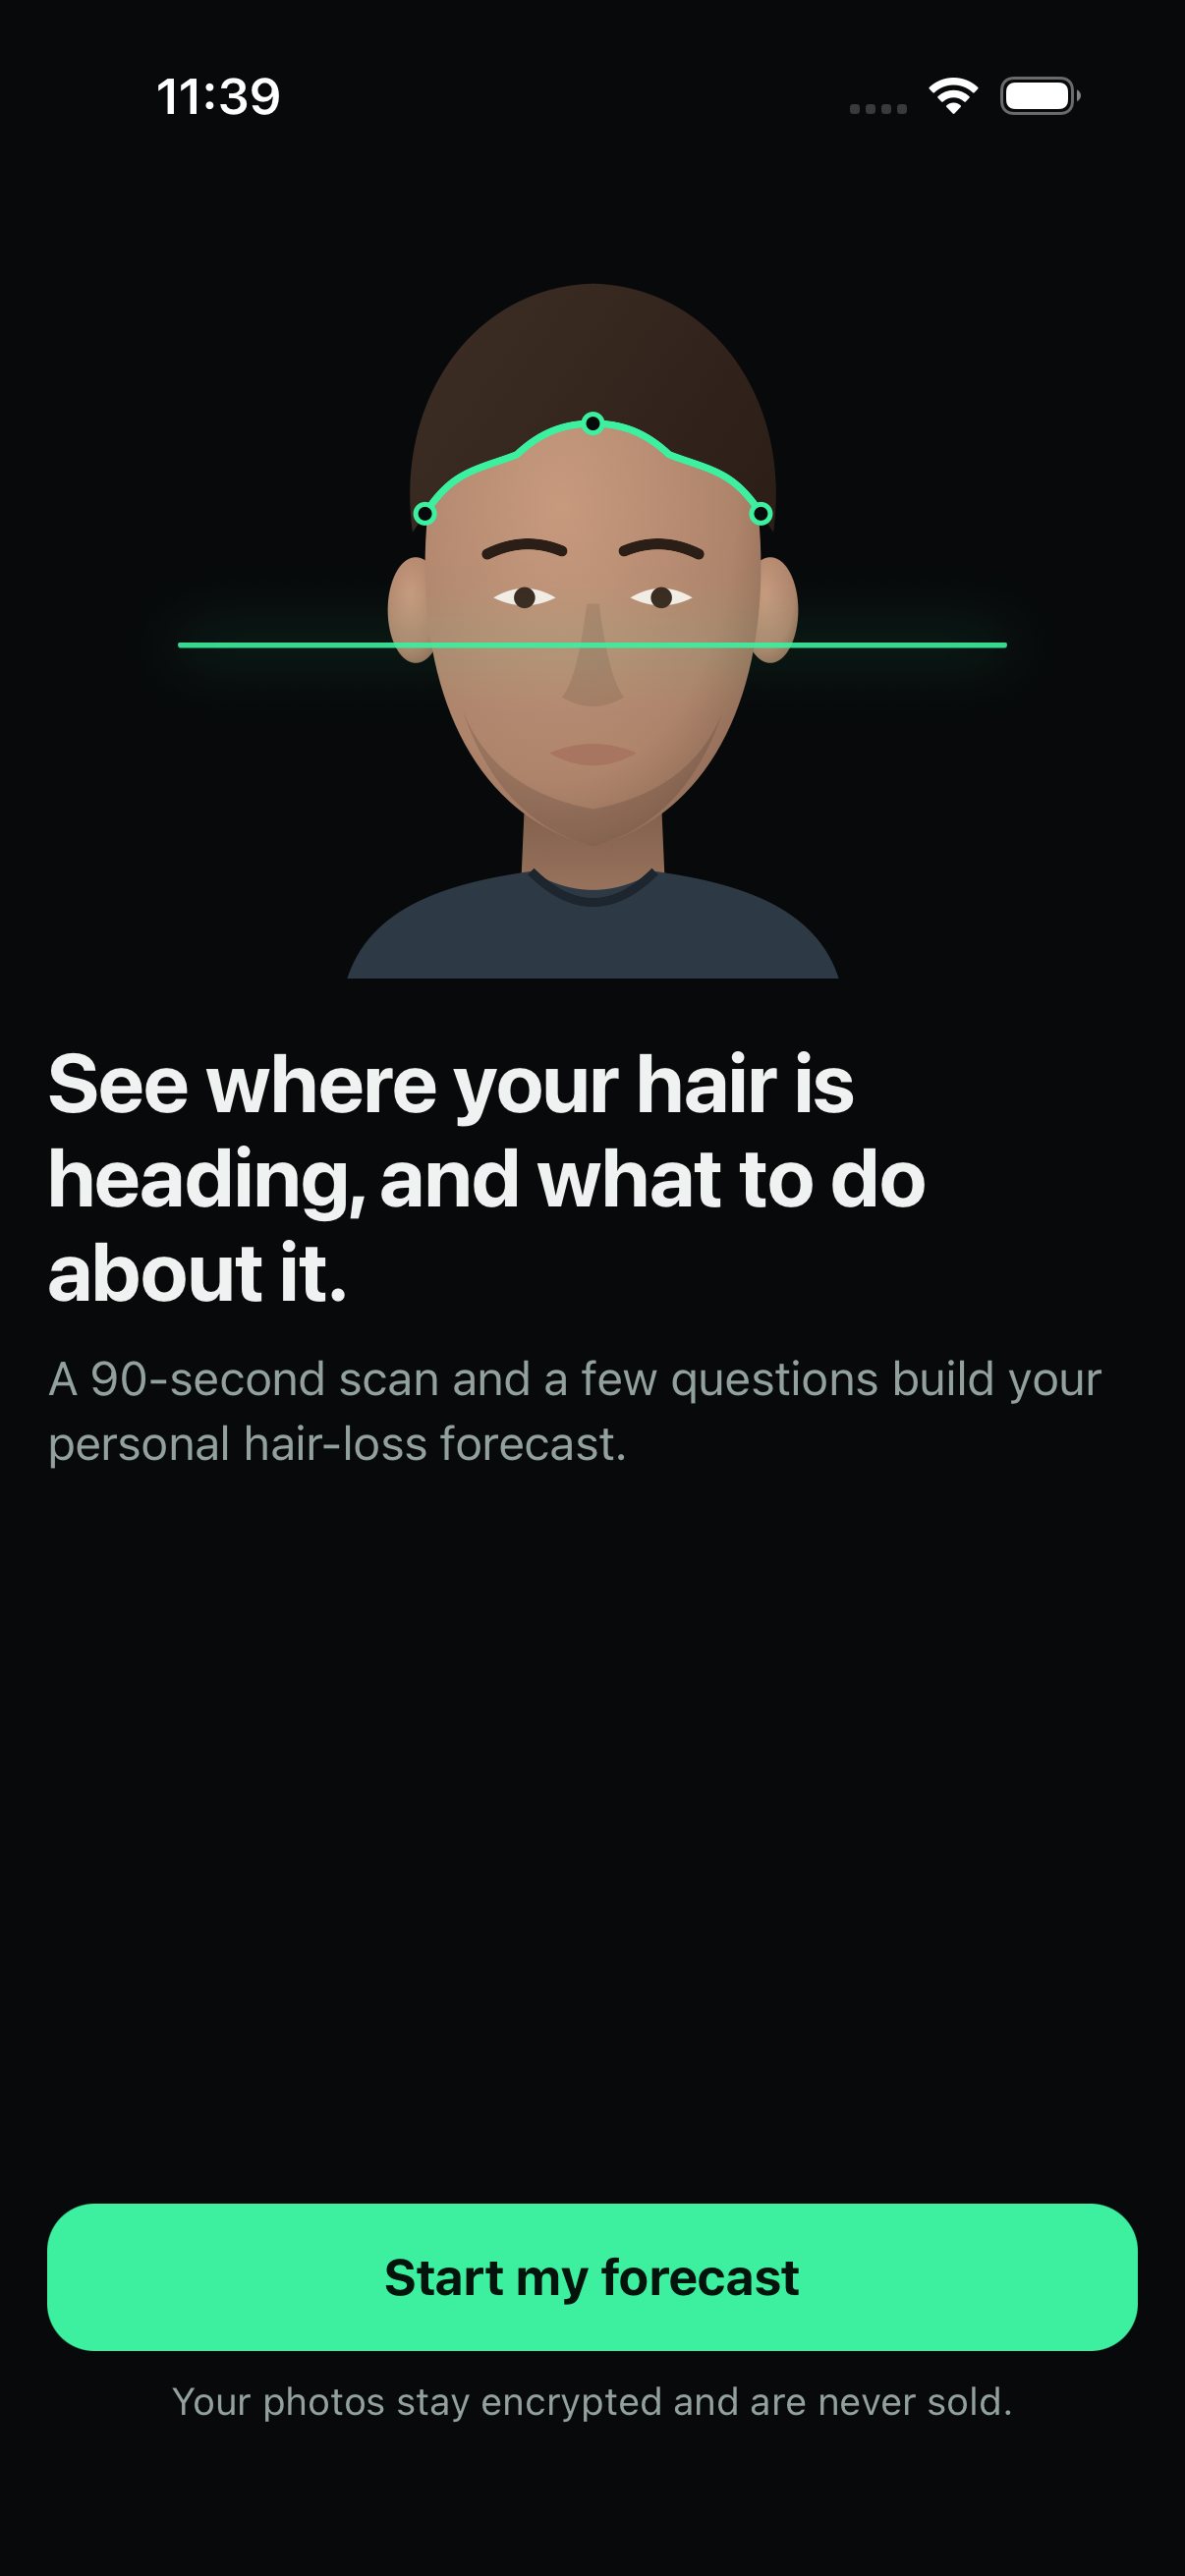 11:39
See where your hair is
heading, and what to do
about it.
A 90-second scan and a few questions build your
personal hair-loss forecast.
Start my forecast
Your photos stay encrypted and are never sold.